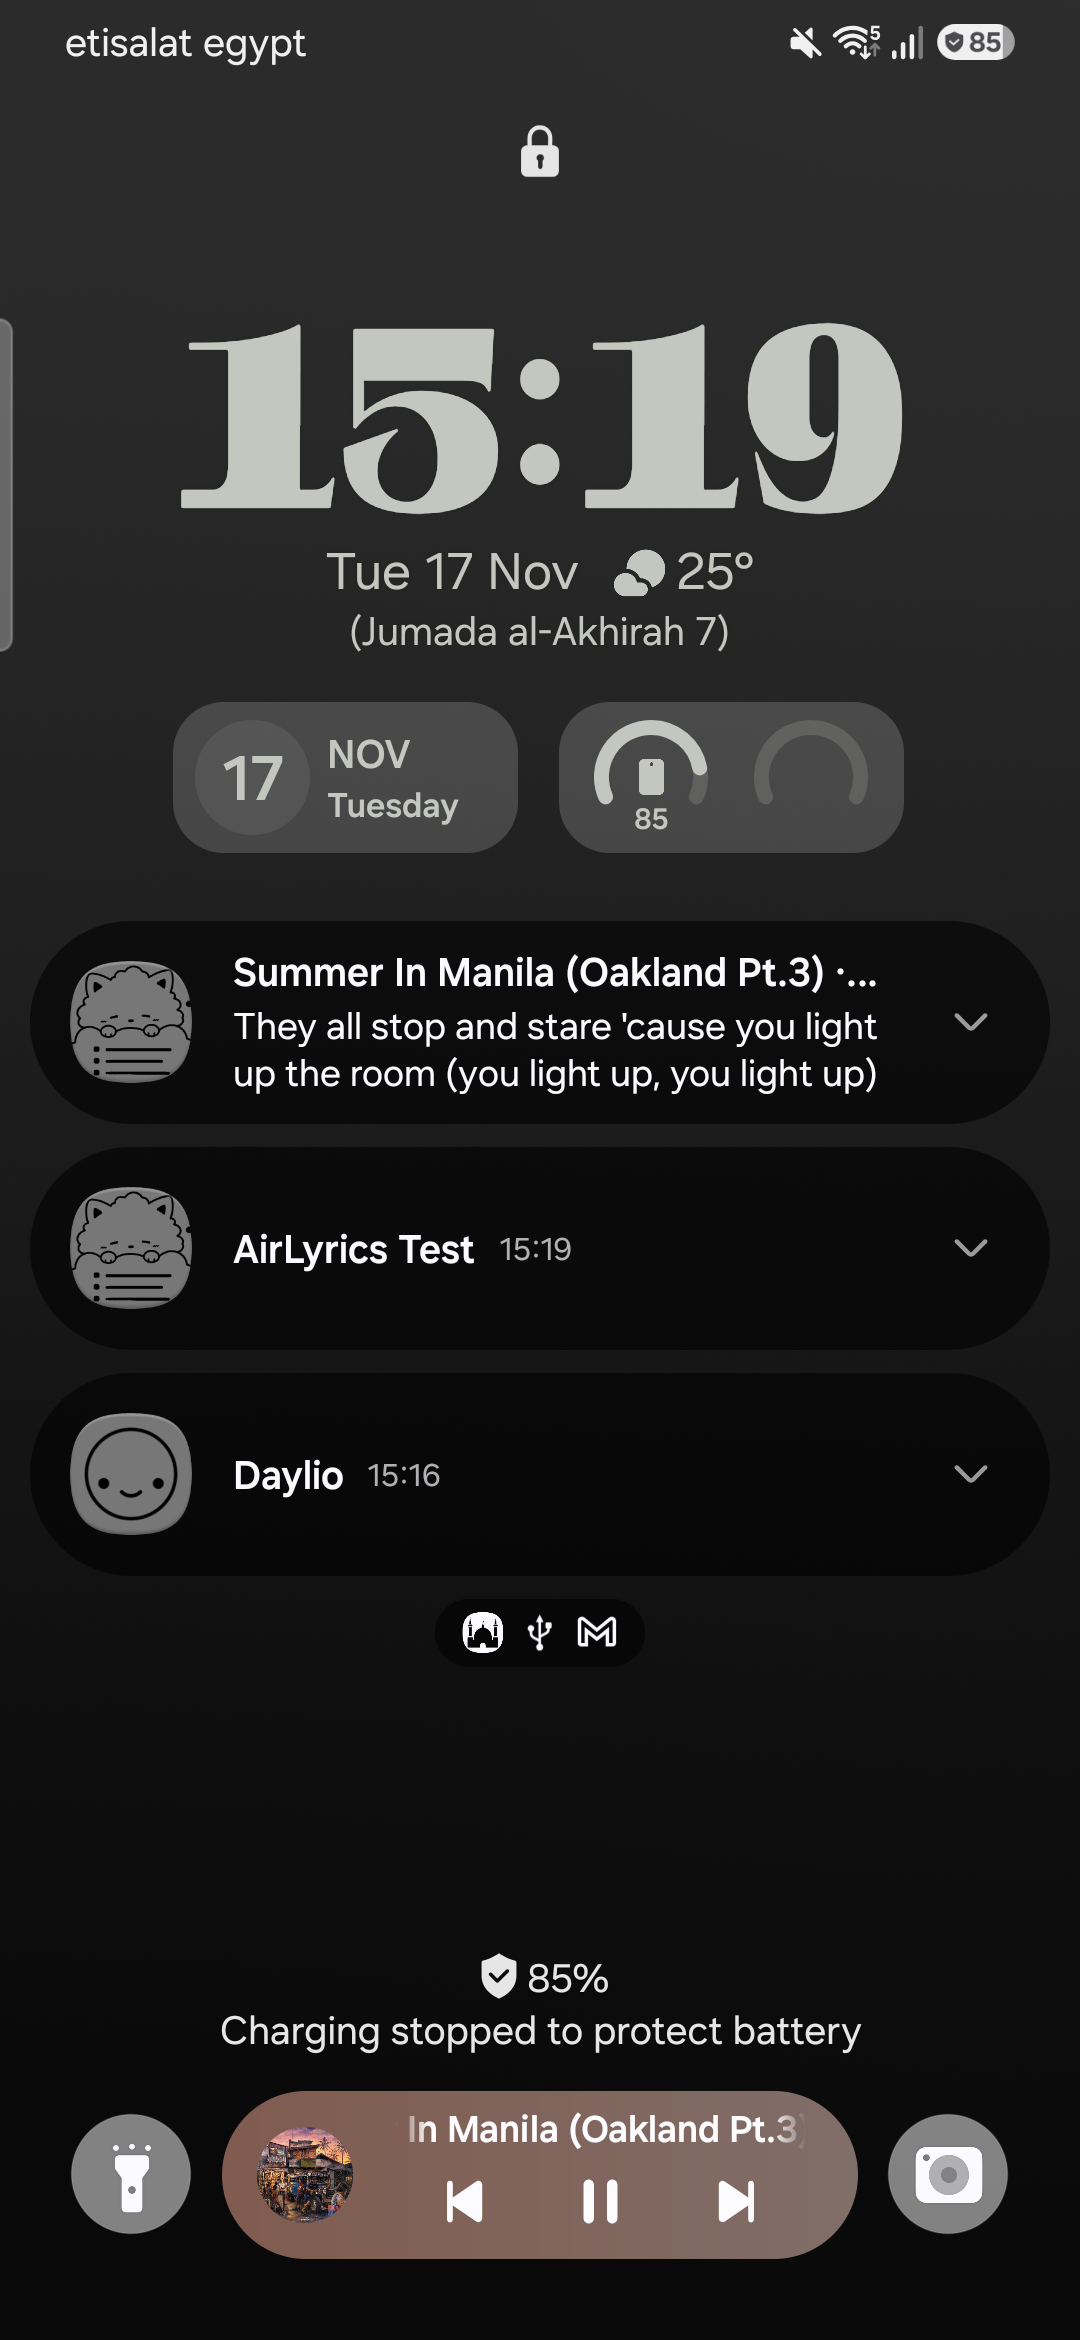 etisalat egypt
5
85
15:19
Tue 17 Nov 25°
(Jumada al-Akhirah 7)
17
NOV
Tuesday
85
Summer In Manila (Oakland Pt.3) ·...
They all stop and stare 'cause you light
up the room (you light up, you light up)
AirLyrics Test 15:19
Daylio 15:16
85%
Charging stopped to protect battery
In Manila (Oakland Pt.3)